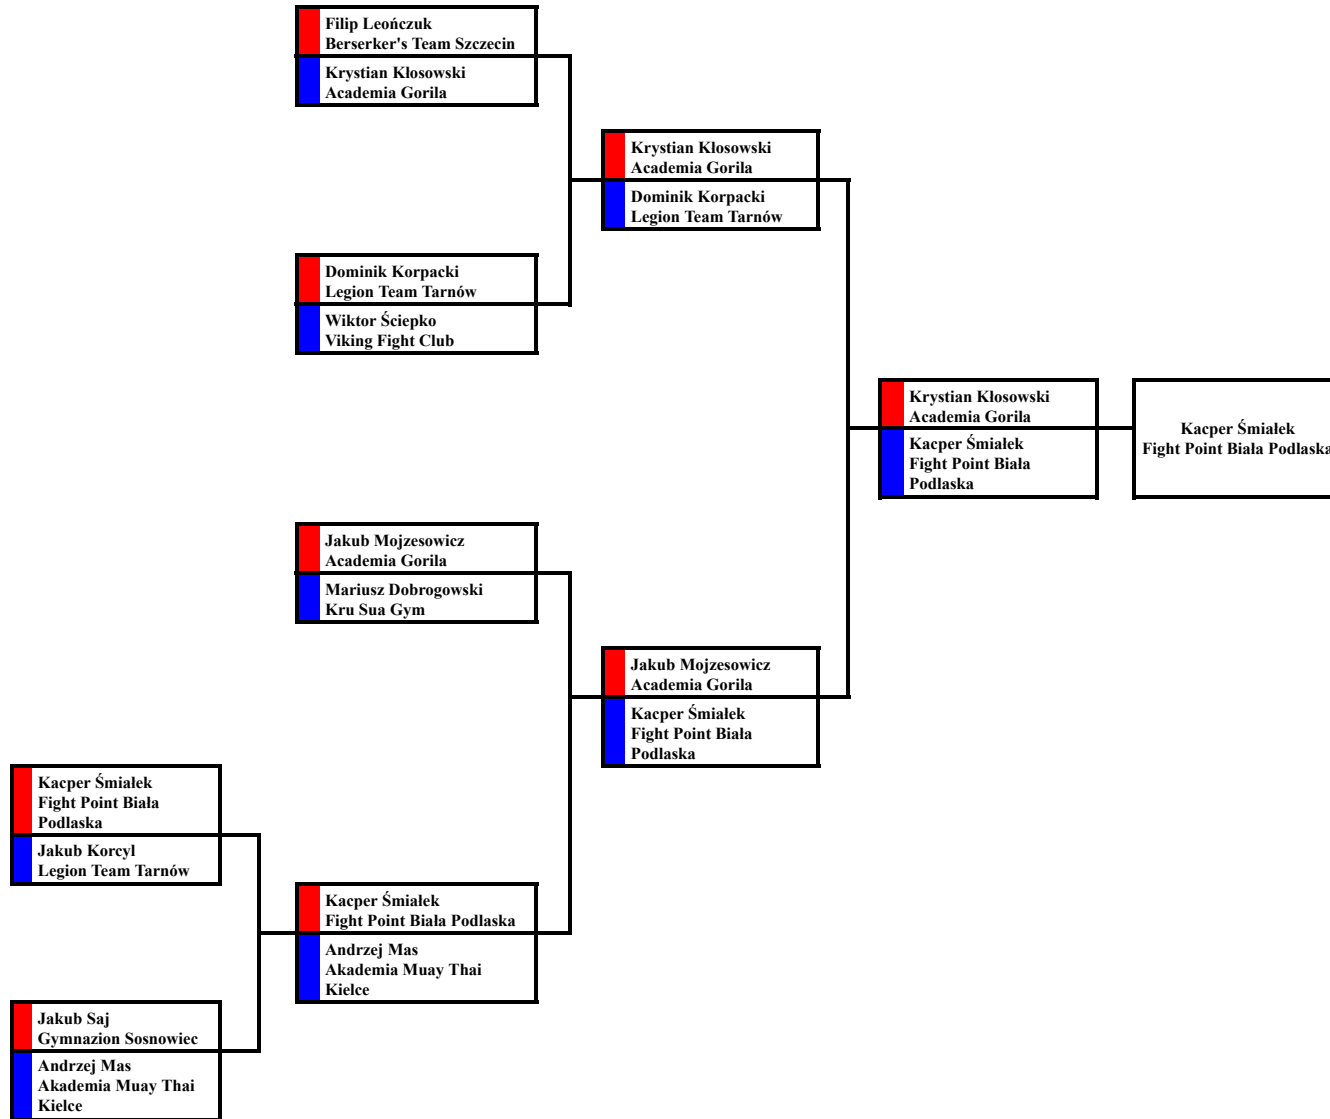 Filip Leończuk
Berserker's Team Szczecin
Krystian Kłosowski
Academia Gorila
Krystian Kłosowski
Academia Gorila
Dominik Korpacki
Legion Team Tarnów
Dominik Korpacki
Legion Team Tarnów
Wiktor Ściepko
Viking Fight Club
Krystian Kłosowski
Academia Gorila
Kacper Śmiałek
Fight Point Biała
Podlaska
Kacper Śmiałek
Fight Point Biała Podlaska
Jakub Mojzesowicz
Academia Gorila
Mariusz Dobrogowski
Kru Sua Gym
Jakub Mojzesowicz
Academia Gorila
Kacper Śmiałek
Fight Point Biała
Podlaska
Kacper Śmiałek
Fight Point Biała
Podlaska
Jakub Korcyl
Legion Team Tarnów
Kacper Śmiałek
Fight Point Biała Podlaska
Andrzej Mas
Akademia Muay Thai
Kielce
Jakub Saj
Gymnazion Sosnowiec
Andrzej Mas
Akademia Muay Thai
Kielce